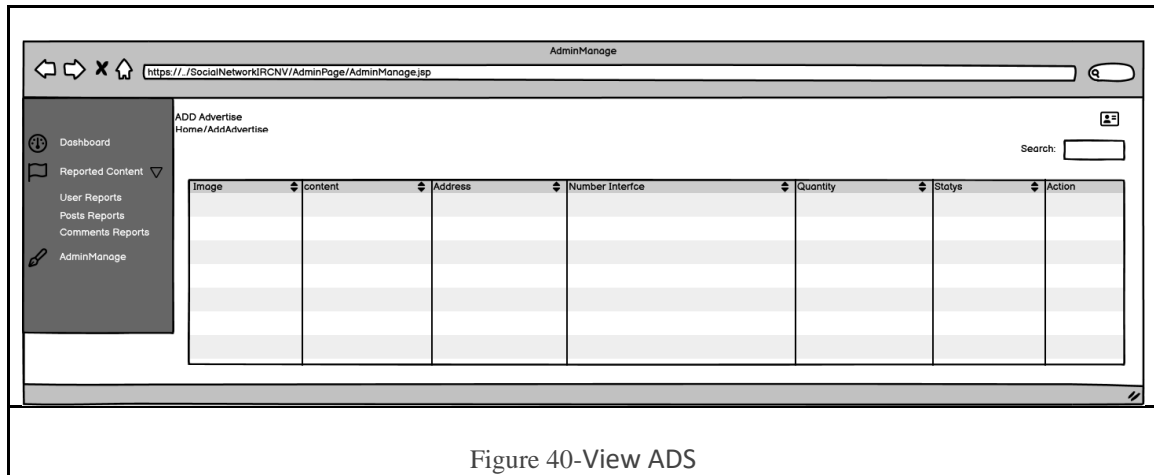 AdminManage
https://./SocialNetworkIRCNV/AdminPage/AdminManage.jsp
ADD Advertise
Home/AddAdvertise
Dashboard
Reported Content
User Reports
Posts Reports
Comments Reports
AdminManage
Search:
Image content Address Number Interfce Quantity Statys Action
Figure 40-View ADS